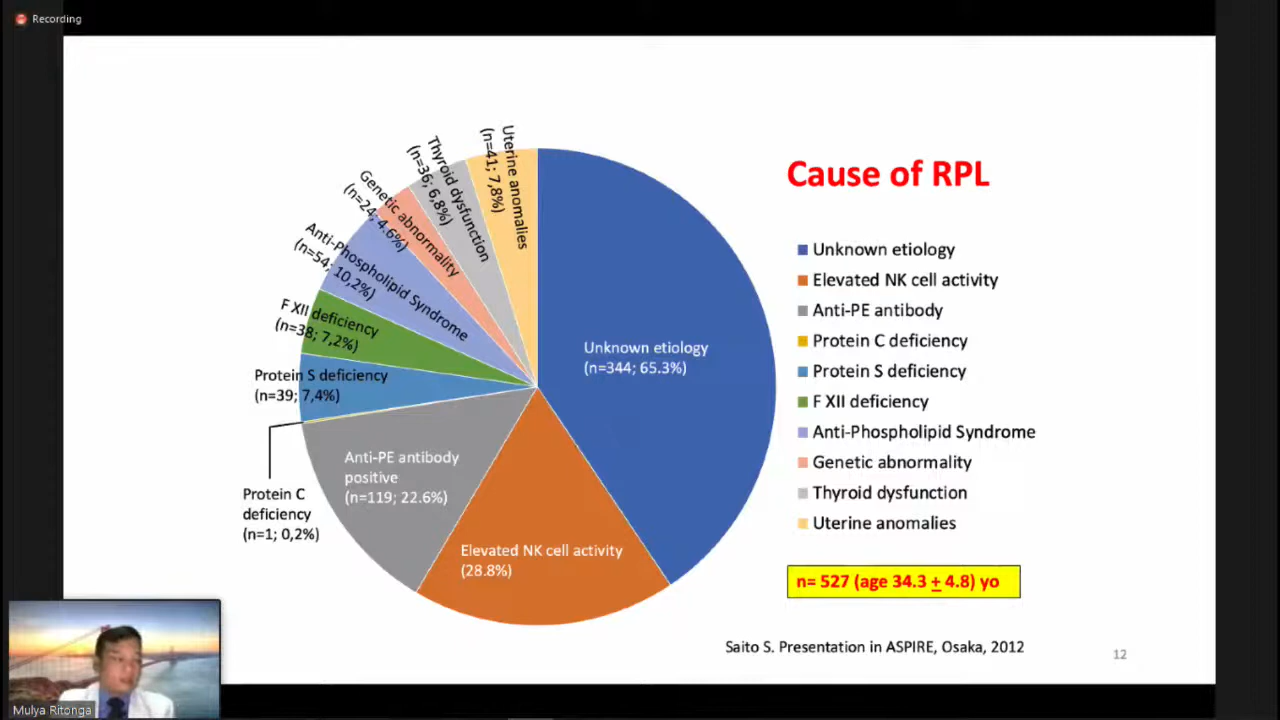 Recording
Cause of RPL
Uterine anomalies
(n=41; 7,8%)
Thyroid dysfunction
(n=36; 6,8%)
Genetic abnormality
(n=24; 4.6%)
Anti-Phospholipid Syndrome
(n=54; 10,2%)
F XII deficiency
(n=38; 7,2%)
Protein S deficiency
(n=39; 7,4%)
Protein C
deficiency
(n=1; 0,2%)
Anti-PE antibody
positive
(n=119; 22.6%)
Elevated NK cell activity
(28.8%)
Unknown etiology
(n=344; 65.3%)
Unknown etiology
Elevated NK cell activity
Anti-PE antibody
Protein C deficiency
Protein S deficiency
F XII deficiency
Anti-Phospholipid Syndrome
Genetic abnormality
Thyroid dysfunction
Uterine anomalies
n= 527 (age 34.3 ± 4.8) yo
Saito S. Presentation in ASPIRE, Osaka, 2012
12
Mulya Ritonga